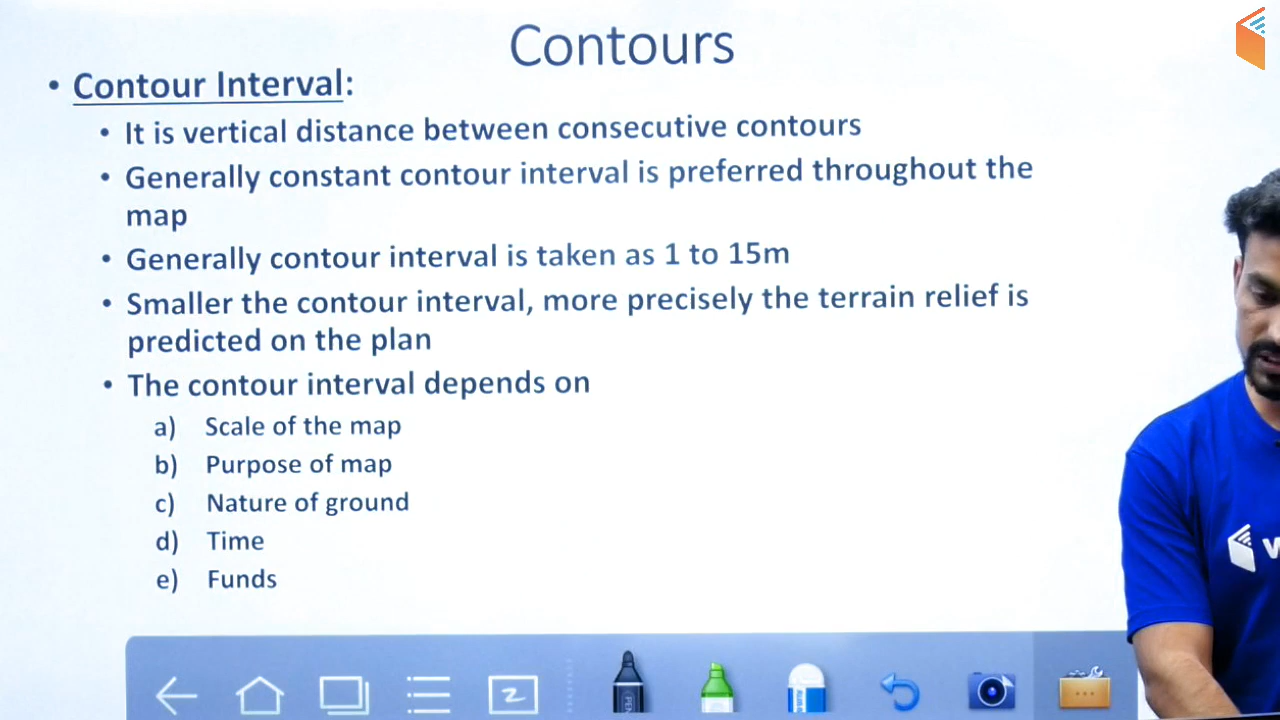 Contours
• Contour Interval:
• It is vertical distance between consecutive contours
• Generally constant contour interval is preferred throughout the
map
• Generally contour interval is taken as 1 to 15m
• Smaller the contour interval, more precisely the terrain relief is
predicted on the plan
• The contour interval depends on
a) Scale of the map
b) Purpose of map
c) Nature of ground
d) Time
e) Funds